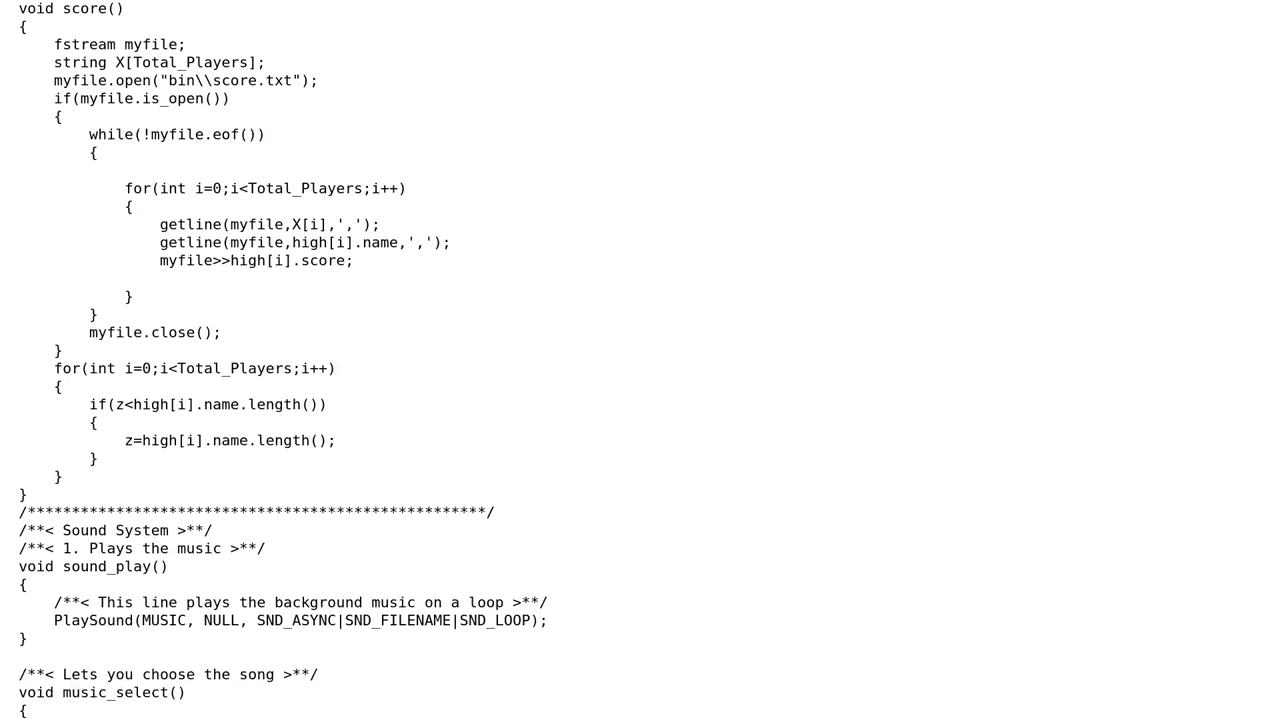 void score()
{
    fstream myfile;
    string X[Total_Players];
    myfile.open("bin\\score.txt");
    if(myfile.is_open())
    {
        while(!myfile.eof())
        {

            for(int i=0;i<Total_Players;i++)
            {
                getline(myfile,X[i],',');
                getline(myfile,high[i].name,',');
                myfile>>high[i].score;

            }
        }
        myfile.close();
    }
    for(int i=0;i<Total_Players;i++)
    {
        if(z<high[i].name.length())
        {
            z=high[i].name.length();
        }
    }
}
/****************************************************/
/**< Sound System >**/
/**< 1. Plays the music >**/
void sound_play()
{
    /**< This line plays the background music on a loop >**/
    PlaySound(MUSIC, NULL, SND_ASYNC|SND_FILENAME|SND_LOOP);
}

/**< Lets you choose the song >**/
void music_select()
{